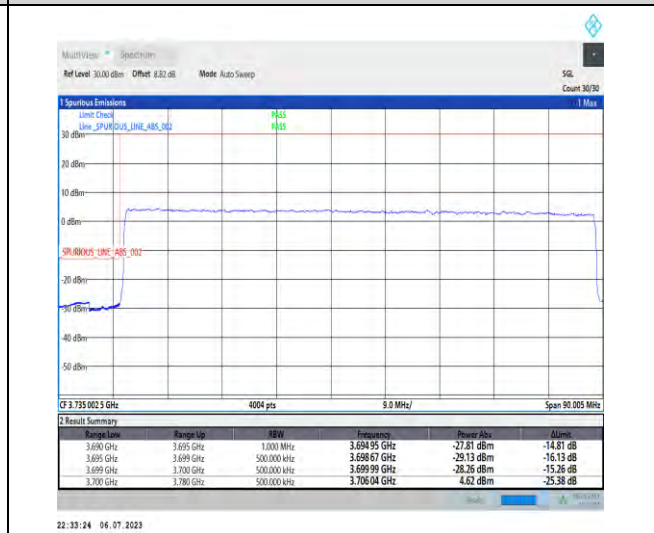 MultiView Spectrum
Ref Level 30.00 dBm Offset 8.82 dB Mode Auto Sweep SGL
Count 30/30
1 Spurious Emissions 1 Max
Limit Check PASS
Line _SPURIOUS_LINE_ABS_002 PASS
30 dBm
20 dBm
10 dBm
0 dBm
_SPURIOUS_LINE_ABS_002
-20 dBm
-30 dBm
-40 dBm
-50 dBm
CF 3.735 002 5 GHz 4004 pts 9.0 MHz/ Span 90.005 MHz
2 Result Summary
Range Low Range Up RBW Frequency Power Abs ΔLimit
3.690 GHz 3.695 GHz 1.000 MHz 3.694 95 GHz -27.81 dBm -14.81 dB
3.695 GHz 3.699 GHz 500.000 kHz 3.698 67 GHz -29.13 dBm -16.13 dB
3.699 GHz 3.700 GHz 500.000 kHz 3.699 99 GHz -28.26 dBm -15.26 dB
3.700 GHz 3.780 GHz 500.000 kHz 3.706 04 GHz 4.62 dBm -25.38 dB
22:33:24 06.07.2023